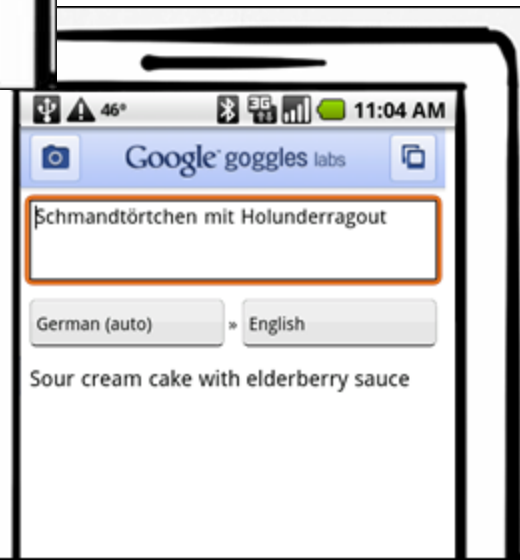 46° 3G 11:04 AM
Google goggles labs
Schmandtörtchen mit Holunderragout
German (auto) » English
Sour cream cake with elderberry sauce